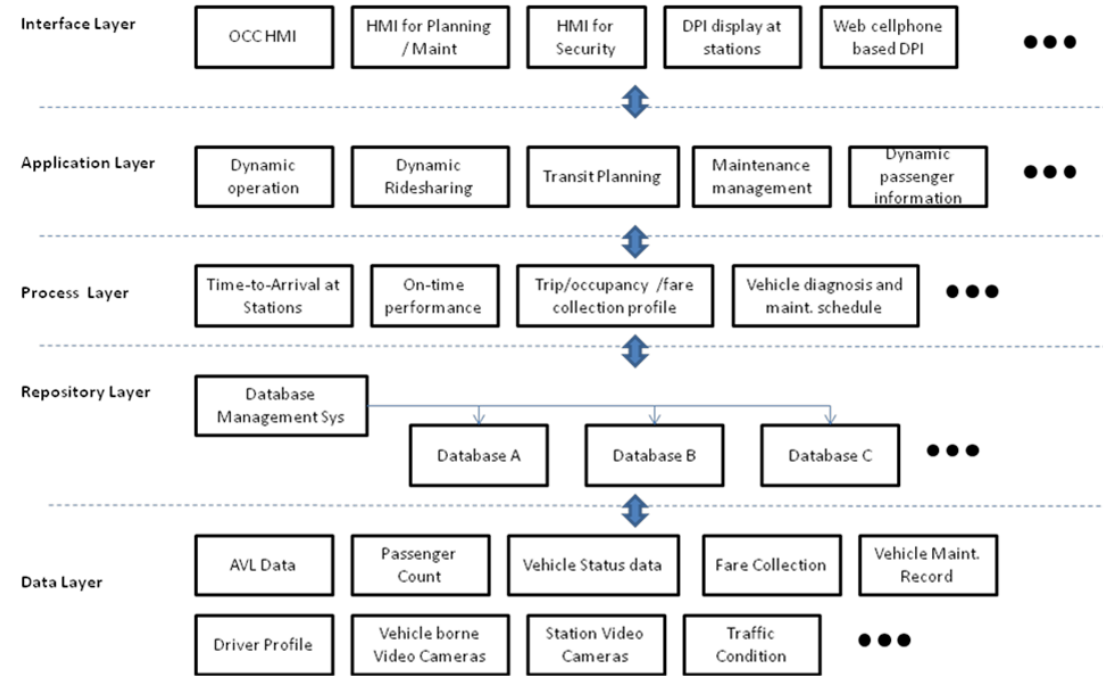 Interface Layer
OCC HMI
HMI for Planning
/ Maint
HMI for
Security
DPI display at
stations
Web cellphone
based DPI
Application Layer
Dynamic
operation
Dynamic
Ridesharing
Transit Planning
Maintenance
management
Dynamic
passenger
information
Process Layer
Time-to-Arrival at
Stations
On-time
performance
Trip/occupancy /fare
collection profile
Vehicle diagnosis and
maint. schedule
Repository Layer
Database
Management Sys
Database A
Database B
Database C
Data Layer
AVL Data
Passenger
Count
Vehicle Status data
Fare Collection
Vehicle Maint.
Record
Driver Profile
Vehicle borne
Video Cameras
Station Video
Cameras
Traffic
Condition